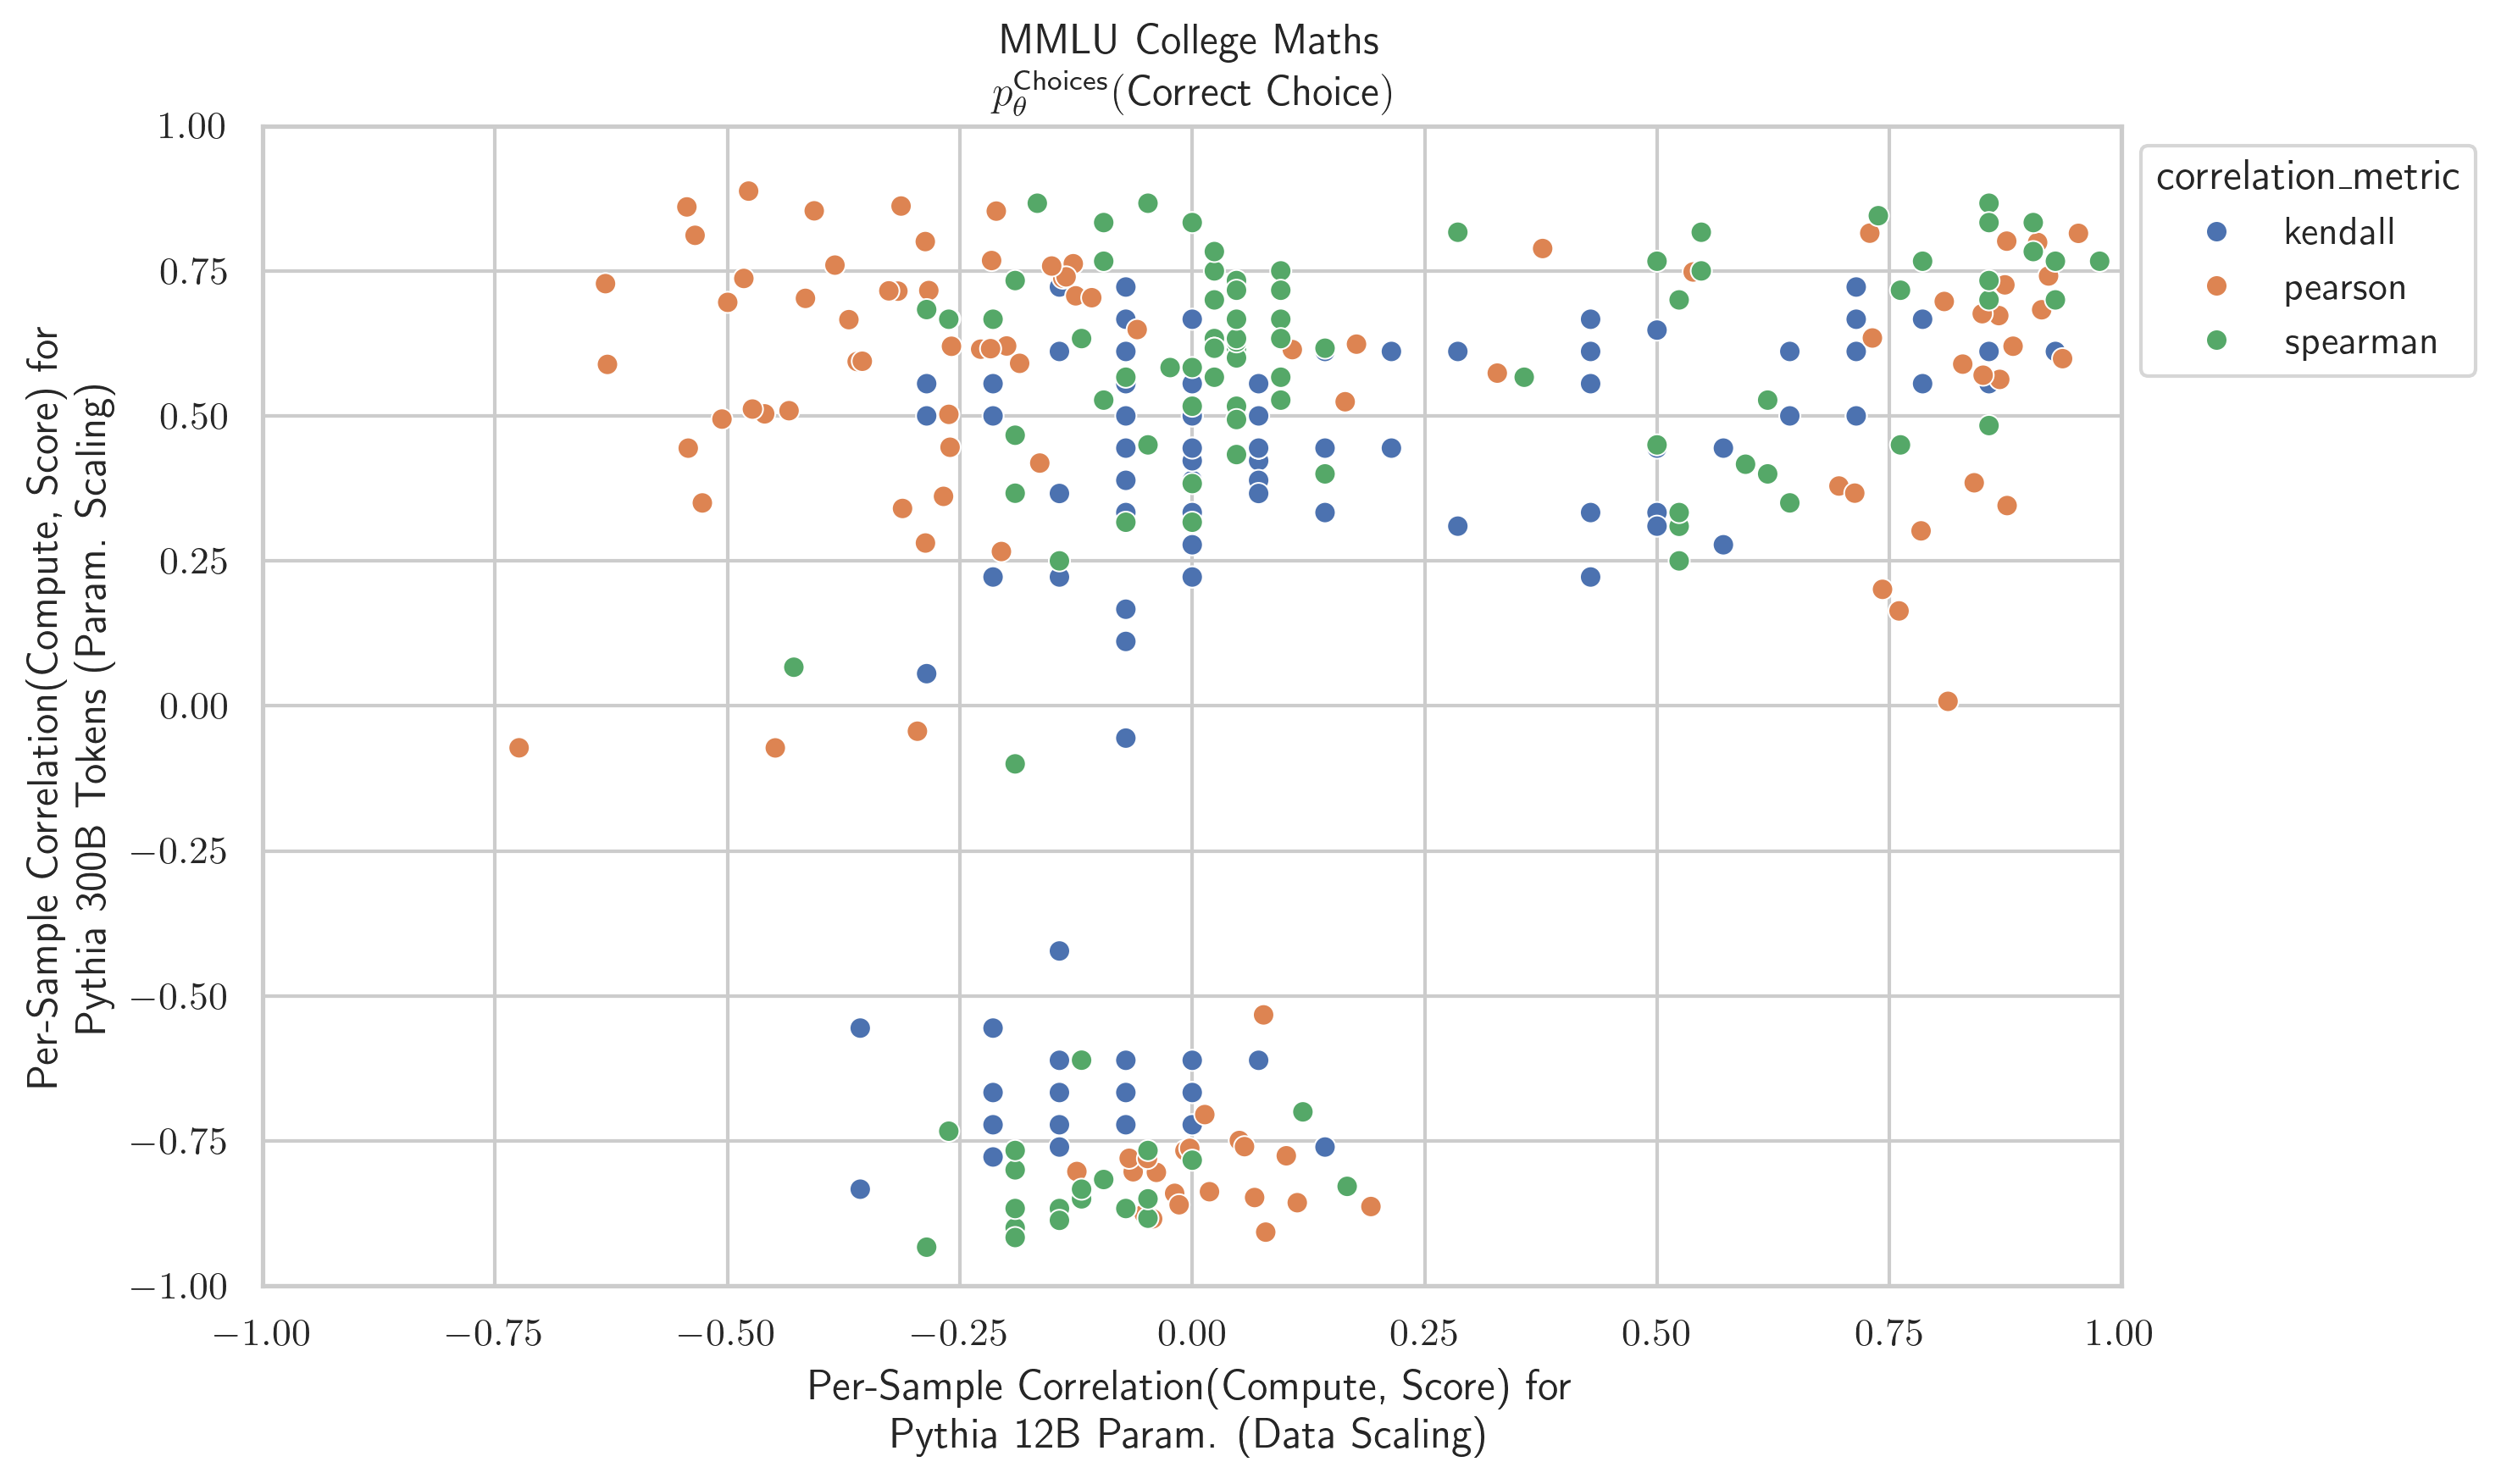 MMLU College Maths
p_θ^Choices(Correct Choice)
1.00
0.75
0.50
0.25
0.00
−0.25
−0.50
−0.75
−1.00
Per-Sample Correlation(Compute, Score) for
Pythia 300B Tokens (Param. Scaling)
correlation_metric
kendall
pearson
spearman
−1.00 −0.75 −0.50 −0.25 0.00 0.25 0.50 0.75 1.00
Per-Sample Correlation(Compute, Score) for
Pythia 12B Param. (Data Scaling)